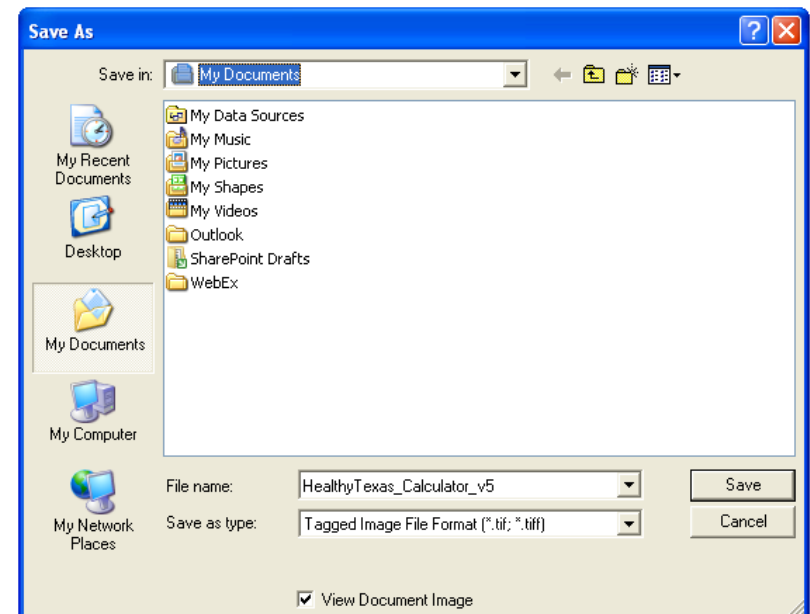 Save As
Save in:
My Documents
My Recent
Documents
Desktop
My Documents
My Computer
My Network
Places
My Data Sources
My Music
My Pictures
My Shapes
My Videos
Outlook
SharePoint Drafts
WebEx
File name:
HealthyTexas_Calculator_v5
Save
Save as type:
Tagged Image File Format (*.tif; *.tiff)
Cancel
View Document Image